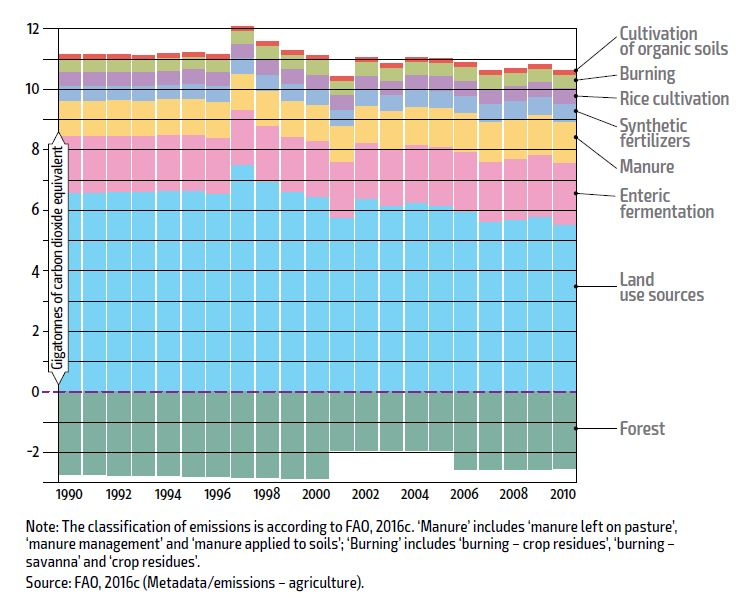 12
10
8
6
4
2
0
-2
Gigatonnes of carbon dioxide equivalent
Cultivation
of organic soils
Burning
Rice cultivation
Synthetic
fertilizers
Manure
Enteric
fermentation
Land
use sources
Forest
1990 1992 1994 1996 1998 2000 2002 2004 2006 2008 2010
Note: The classification of emissions is according to FAO, 2016c. ‘Manure’ includes ‘manure left on pasture’,
‘manure management’ and ‘manure applied to soils’; ‘Burning’ includes ‘burning – crop residues’, ‘burning –
savanna’ and ‘crop residues’.
Source: FAO, 2016c (Metadata/emissions – agriculture).